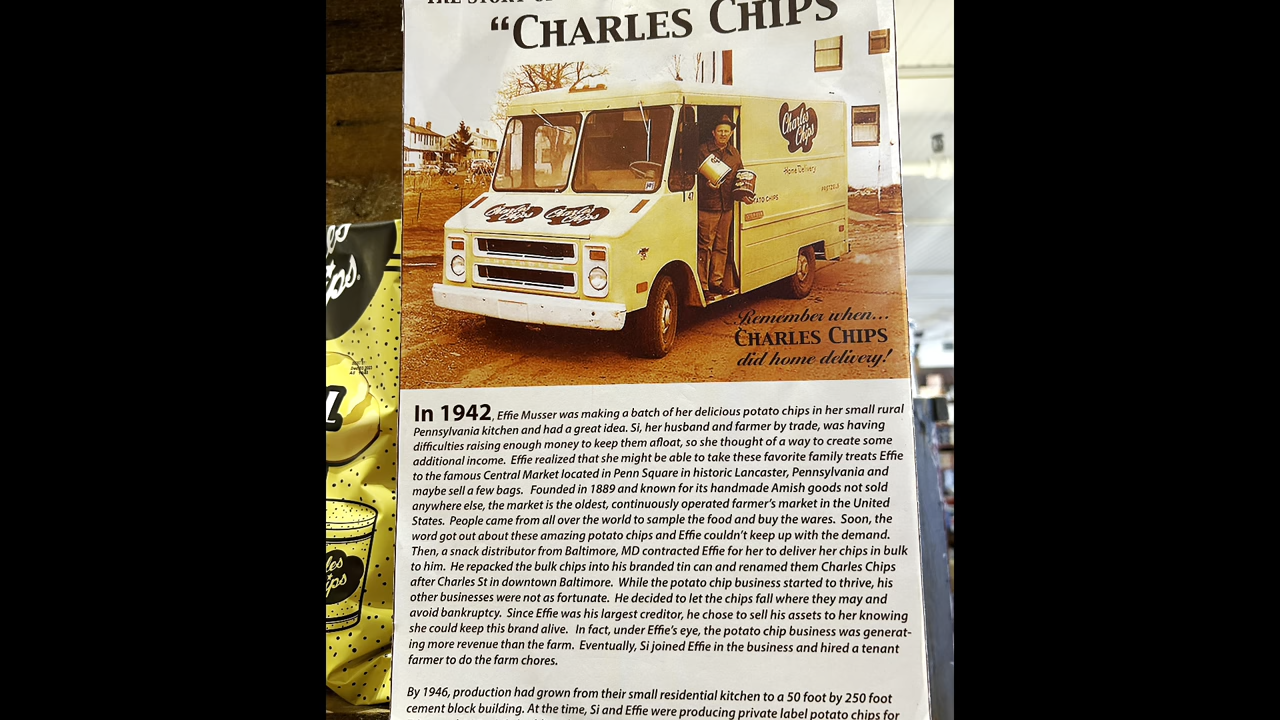 THE STORY OF
“CHARLES CHIPS
Charles
Chips
Home Delivery
PRETZELS
47
TATO CHIPS
Charles
Chips
Charles
Chips
Remember when...
CHARLES CHIPS
did home delivery!
In 1942, Effie Musser was making a batch of her delicious potato chips in her small rural
Pennsylvania kitchen and had a great idea. Si, her husband and farmer by trade, was having
difficulties raising enough money to keep them afloat, so she thought of a way to create some
additional income. Effie realized that she might be able to take these favorite family treats Effie
to the famous Central Market located in Penn Square in historic Lancaster, Pennsylvania and
maybe sell a few bags. Founded in 1889 and known for its handmade Amish goods not sold
anywhere else, the market is the oldest, continuously operated farmer's market in the United
States. People came from all over the world to sample the food and buy the wares. Soon, the
word got out about these amazing potato chips and Effie couldn't keep up with the demand.
Then, a snack distributor from Baltimore, MD contracted Effie for her to deliver her chips in bulk
to him. He repacked the bulk chips into his branded tin can and renamed them Charles Chips
after Charles St in downtown Baltimore. While the potato chip business started to thrive, his
other businesses were not as fortunate. He decided to let the chips fall where they may and
avoid bankruptcy. Since Effie was his largest creditor, he chose to sell his assets to her knowing
she could keep this brand alive. In fact, under Effie's eye, the potato chip business was generat-
ing more revenue than the farm. Eventually, Si joined Effie in the business and hired a tenant
farmer to do the farm chores.
By 1946, production had grown from their small residential kitchen to a 50 foot by 250 foot
cement block building. At the time, Si and Effie were producing private label potato chips for
les
ips.
les
ips